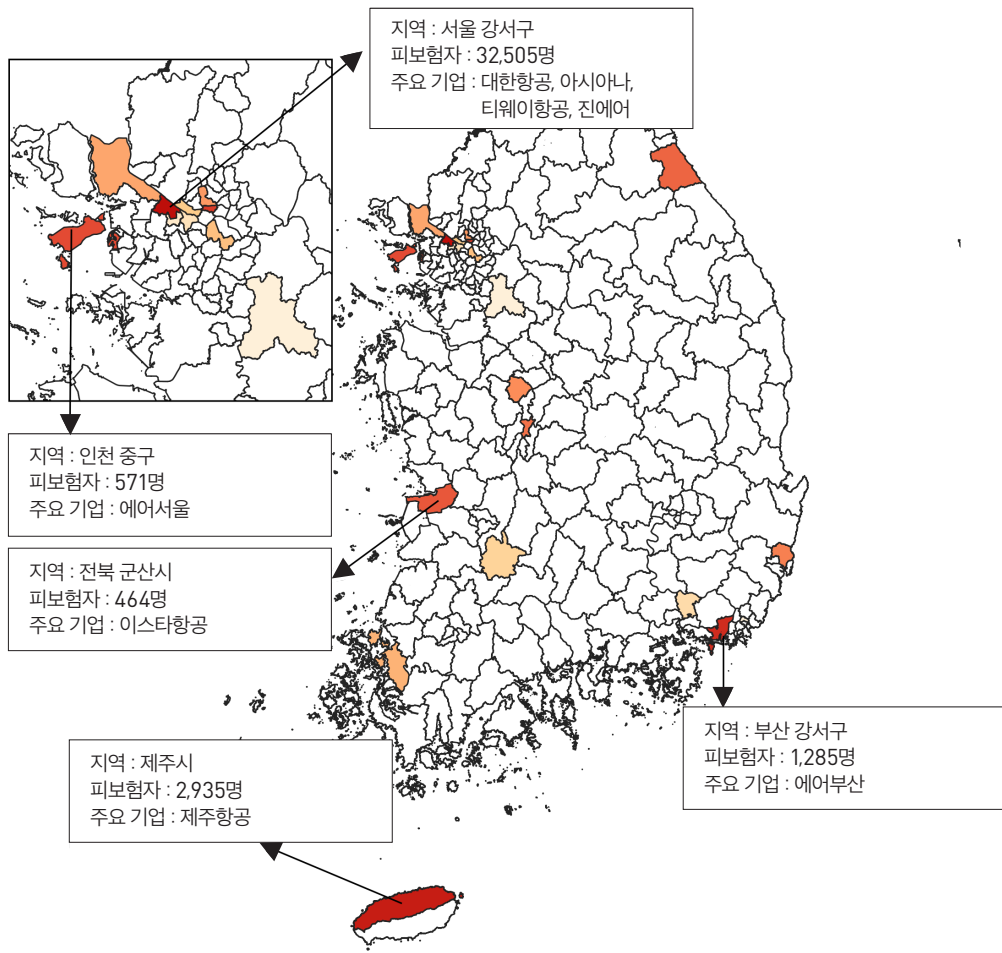 지역 : 서울 강서구
피보험자 : 32,505명
주요 기업 : 대한항공, 아시아나,
티웨이항공, 진에어
지역 : 인천 중구
피보험자 : 571명
주요 기업 : 에어서울
지역 : 전북 군산시
피보험자 : 464명
주요 기업 : 이스타항공
지역 : 부산 강서구
피보험자 : 1,285명
주요 기업 : 에어부산
지역 : 제주시
피보험자 : 2,935명
주요 기업 : 제주항공